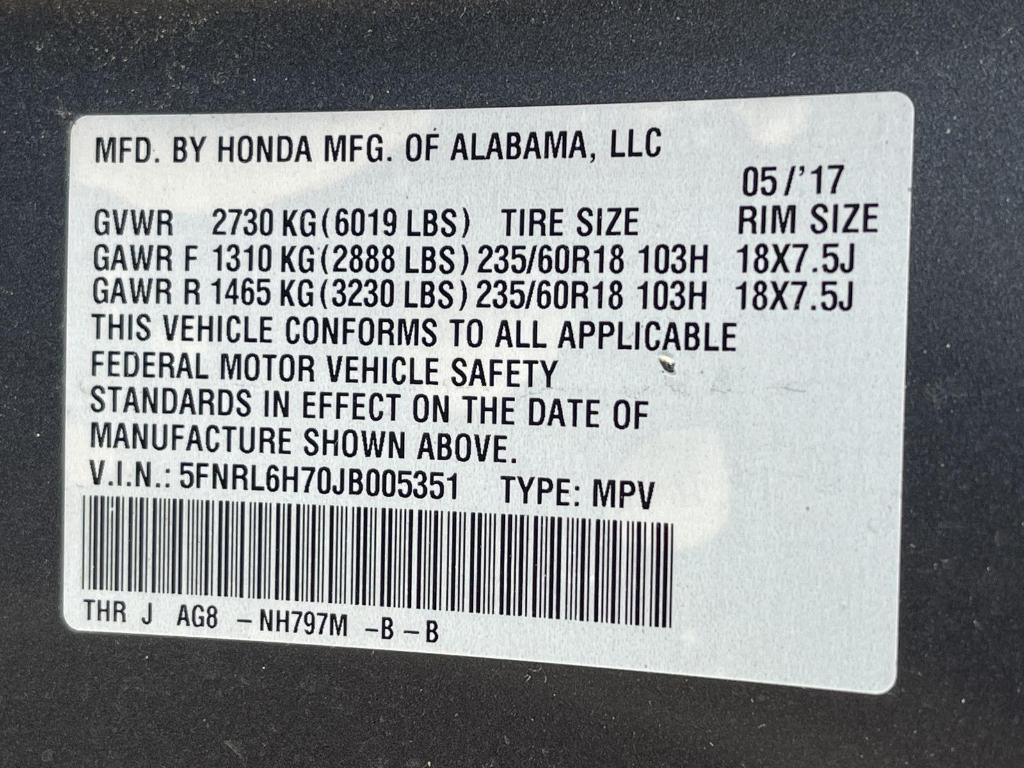 MFD. BY HONDA MFG. OF ALABAMA, LLC
05/'17
GVWR 2730 KG(6019 LBS) TIRE SIZE RIM SIZE
GAWR F 1310 KG(2888 LBS) 235/60R18 103H 18X7.5J
GAWR R 1465 KG(3230 LBS) 235/60R18 103H 18X7.5J
THIS VEHICLE CONFORMS TO ALL APPLICABLE
FEDERAL MOTOR VEHICLE SAFETY
STANDARDS IN EFFECT ON THE DATE OF
MANUFACTURE SHOWN ABOVE.
V.I.N.: 5FNRL6H70JB005351 TYPE: MPV
THR J AG8 -NH797M -B -B